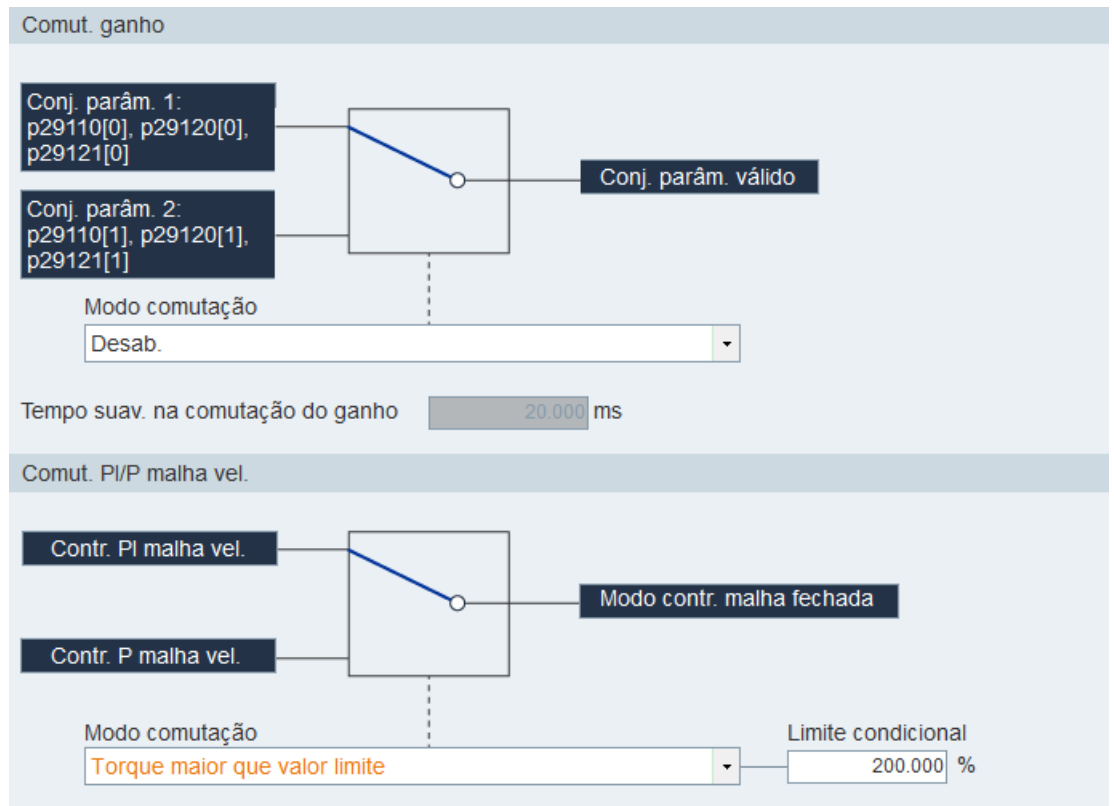 Comut. ganho
Conj. parâm. 1:
p29110[0], p29120[0],
p29121[0]
Conj. parâm. válido
Conj. parâm. 2:
p29110[1], p29120[1],
p29121[1]
Modo comutação
Desab.
Tempo suav. na comutação do ganho 20.000 ms
Comut. PI/P malha vel.
Contr. PI malha vel.
Modo contr. malha fechada
Contr. P malha vel.
Modo comutação Limite condicional
Torque maior que valor limite 200.000 %